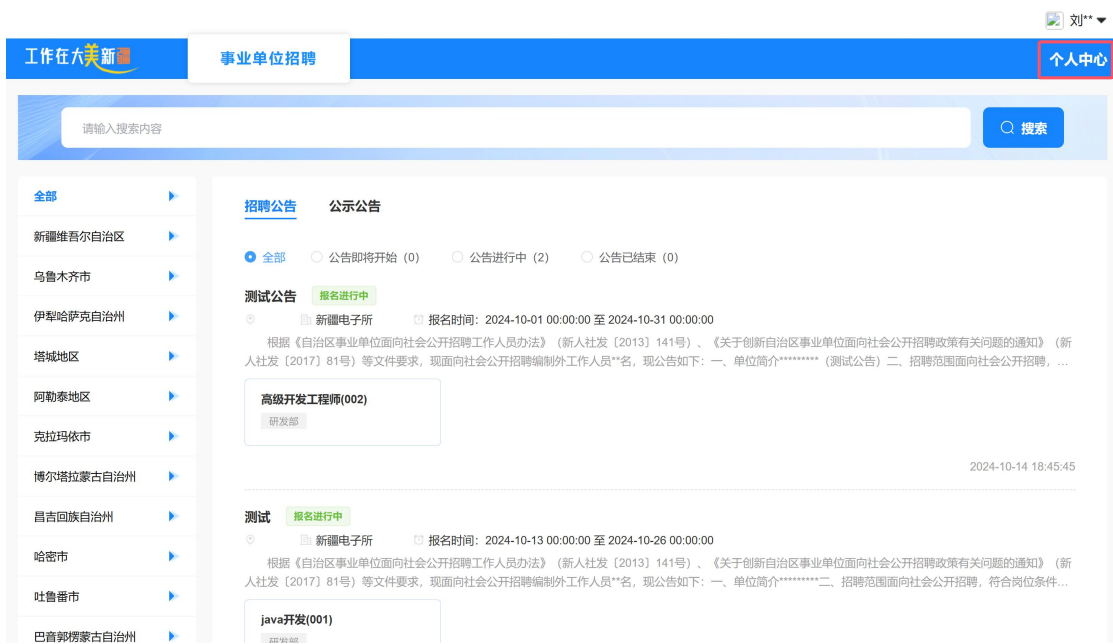 刘**
工作在大美新疆
事业单位招聘
个人中心
请输入搜索内容
搜索
全部
新疆维吾尔自治区
乌鲁木齐市
伊犁哈萨克自治州
塔城地区
阿勒泰地区
克拉玛依市
博尔塔拉蒙古自治州
昌吉回族自治州
哈密市
吐鲁番市
巴音郭楞蒙古自治州
招聘公告 公示公告
全部 公告即将开始（0） 公告进行中（2） 公告已结束（0）
测试公告 报名进行中
新疆电子所 报名时间：2024-10-01 00:00:00 至 2024-10-31 00:00:00
根据《自治区事业单位面向社会公开招聘工作人员办法》（新人社发〔2013〕141号）、《关于创新自治区事业单位面向社会公开招聘政策有关问题的通知》（新
人社发〔2017〕81号）等文件要求，现面向社会公开招聘编制外工作人员**名，现公告如下：一、单位简介*********（测试公告）二、招聘范围面向社会公开招聘，…
高级开发工程师(002)
研发部
2024-10-14 18:45:45
测试 报名进行中
新疆电子所 报名时间：2024-10-13 00:00:00 至 2024-10-26 00:00:00
根据《自治区事业单位面向社会公开招聘工作人员办法》（新人社发〔2013〕141号）、《关于创新自治区事业单位面向社会公开招聘政策有关问题的通知》（新
人社发〔2017〕81号）等文件要求，现面向社会公开招聘编制外工作人员**名，现公告如下：一、单位简介*********二、招聘范围面向社会公开招聘，符合岗位条件…
java开发(001)
研发部